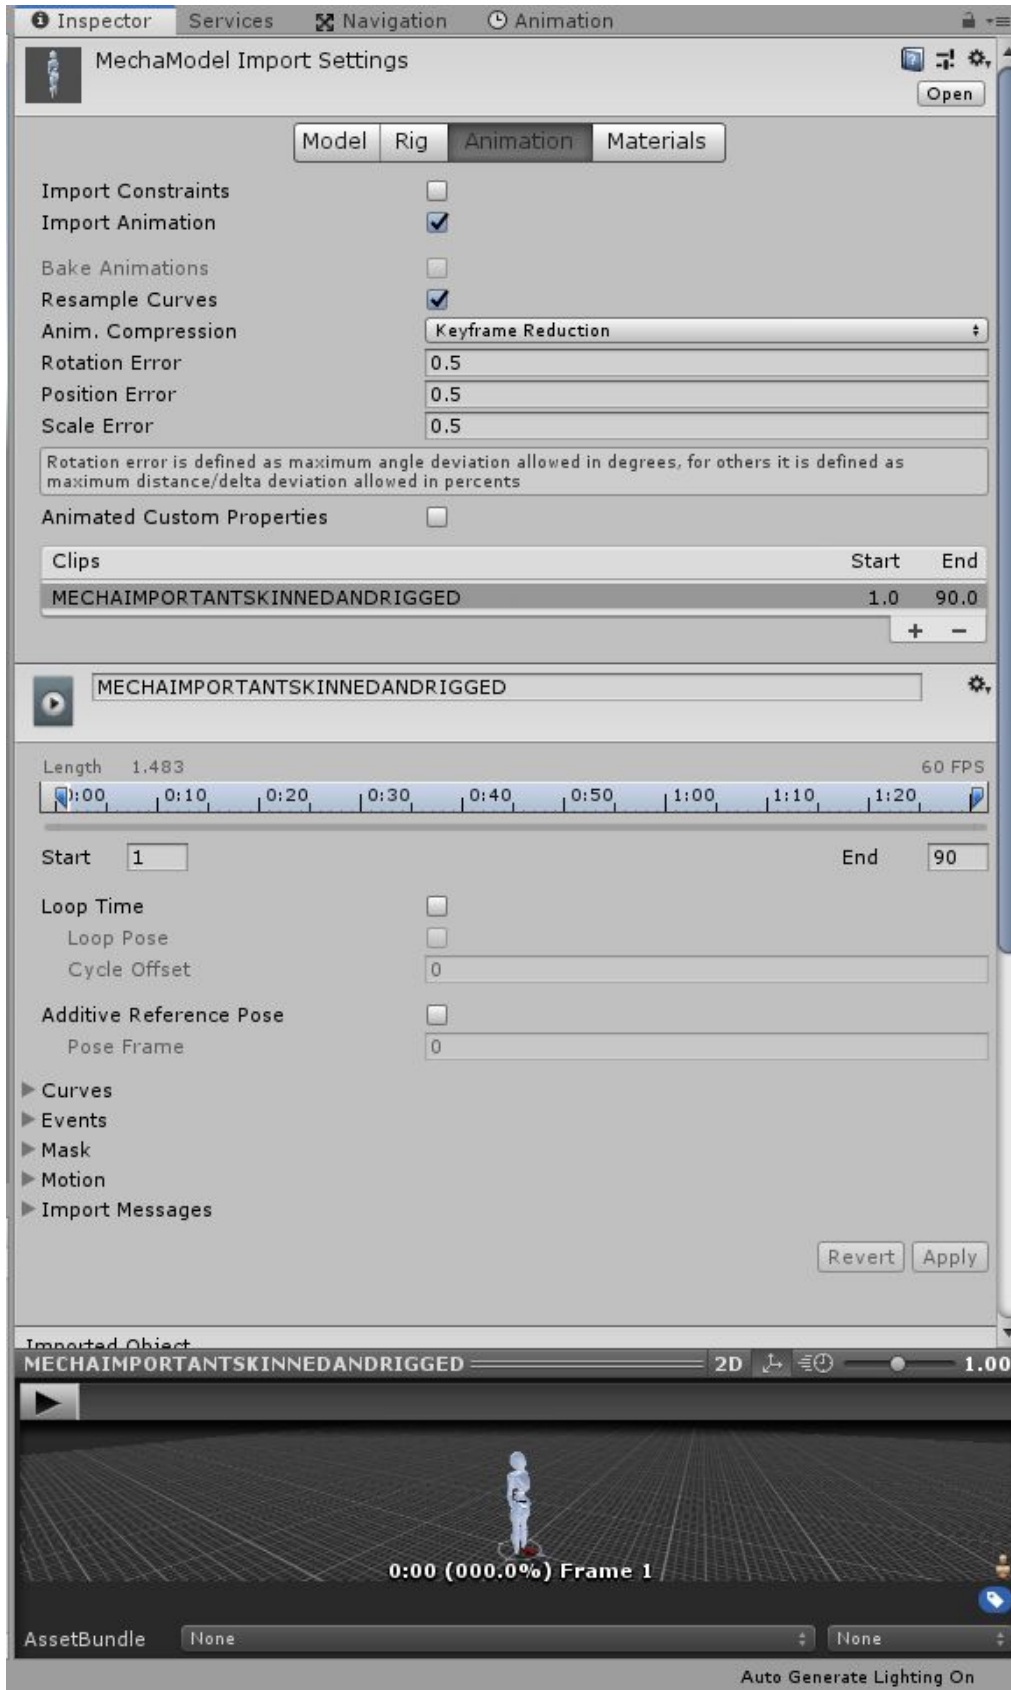 Inspector Services Navigation Animation
MechaModel Import Settings
Open
Model Rig Animation Materials
Import Constraints
Import Animation
Bake Animations
Resample Curves
Anim. Compression Keyframe Reduction
Rotation Error 0.5
Position Error 0.5
Scale Error 0.5
Rotation error is defined as maximum angle deviation allowed in degrees, for others it is defined as
maximum distance/delta deviation allowed in percents
Animated Custom Properties
Clips Start End
MECHAIMPORTANTSKINNEDANDRIGGED 1.0 90.0
+ −
MECHAIMPORTANTSKINNEDANDRIGGED
Length 1.483 60 FPS
0:00 0:10 0:20 0:30 0:40 0:50 1:00 1:10 1:20
Start 1 End 90
Loop Time
Loop Pose
Cycle Offset 0
Additive Reference Pose
Pose Frame 0
Curves
Events
Mask
Motion
Import Messages
Revert Apply
Imported Object
MECHAIMPORTANTSKINNEDANDRIGGED 2D 1.00
0:00 (000.0%) Frame 1
AssetBundle None None
Auto Generate Lighting On